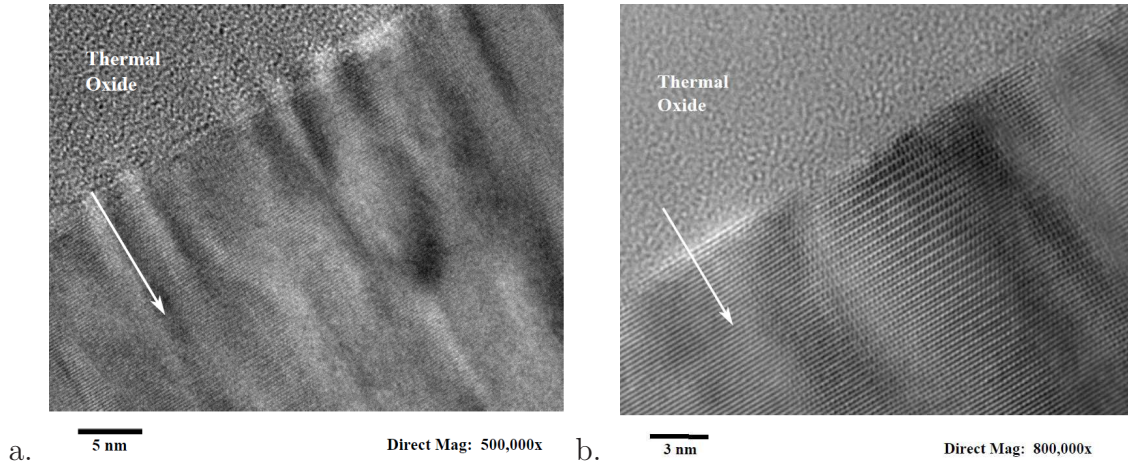 Thermal
Oxide
5 nm
Direct Mag: 500,000x
a.
Thermal
Oxide
3 nm
Direct Mag: 800,000x
b.